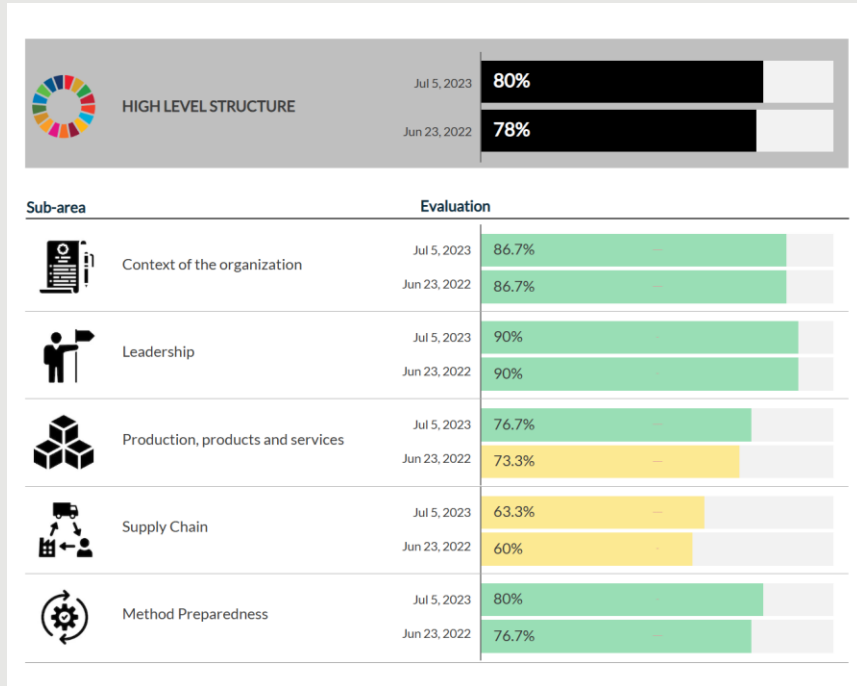 Jul 5, 2023 80%
HIGH LEVEL STRUCTURE
Jun 23, 2022 78%
Sub-area Evaluation
Jul 5, 2023 86.7%
Context of the organization
Jun 23, 2022 86.7%
Jul 5, 2023 90%
Leadership
Jun 23, 2022 90%
Jul 5, 2023 76.7%
Production, products and services
Jun 23, 2022 73.3%
Jul 5, 2023 63.3%
Supply Chain
Jun 23, 2022 60%
Jul 5, 2023 80%
Method Preparedness
Jun 23, 2022 76.7%